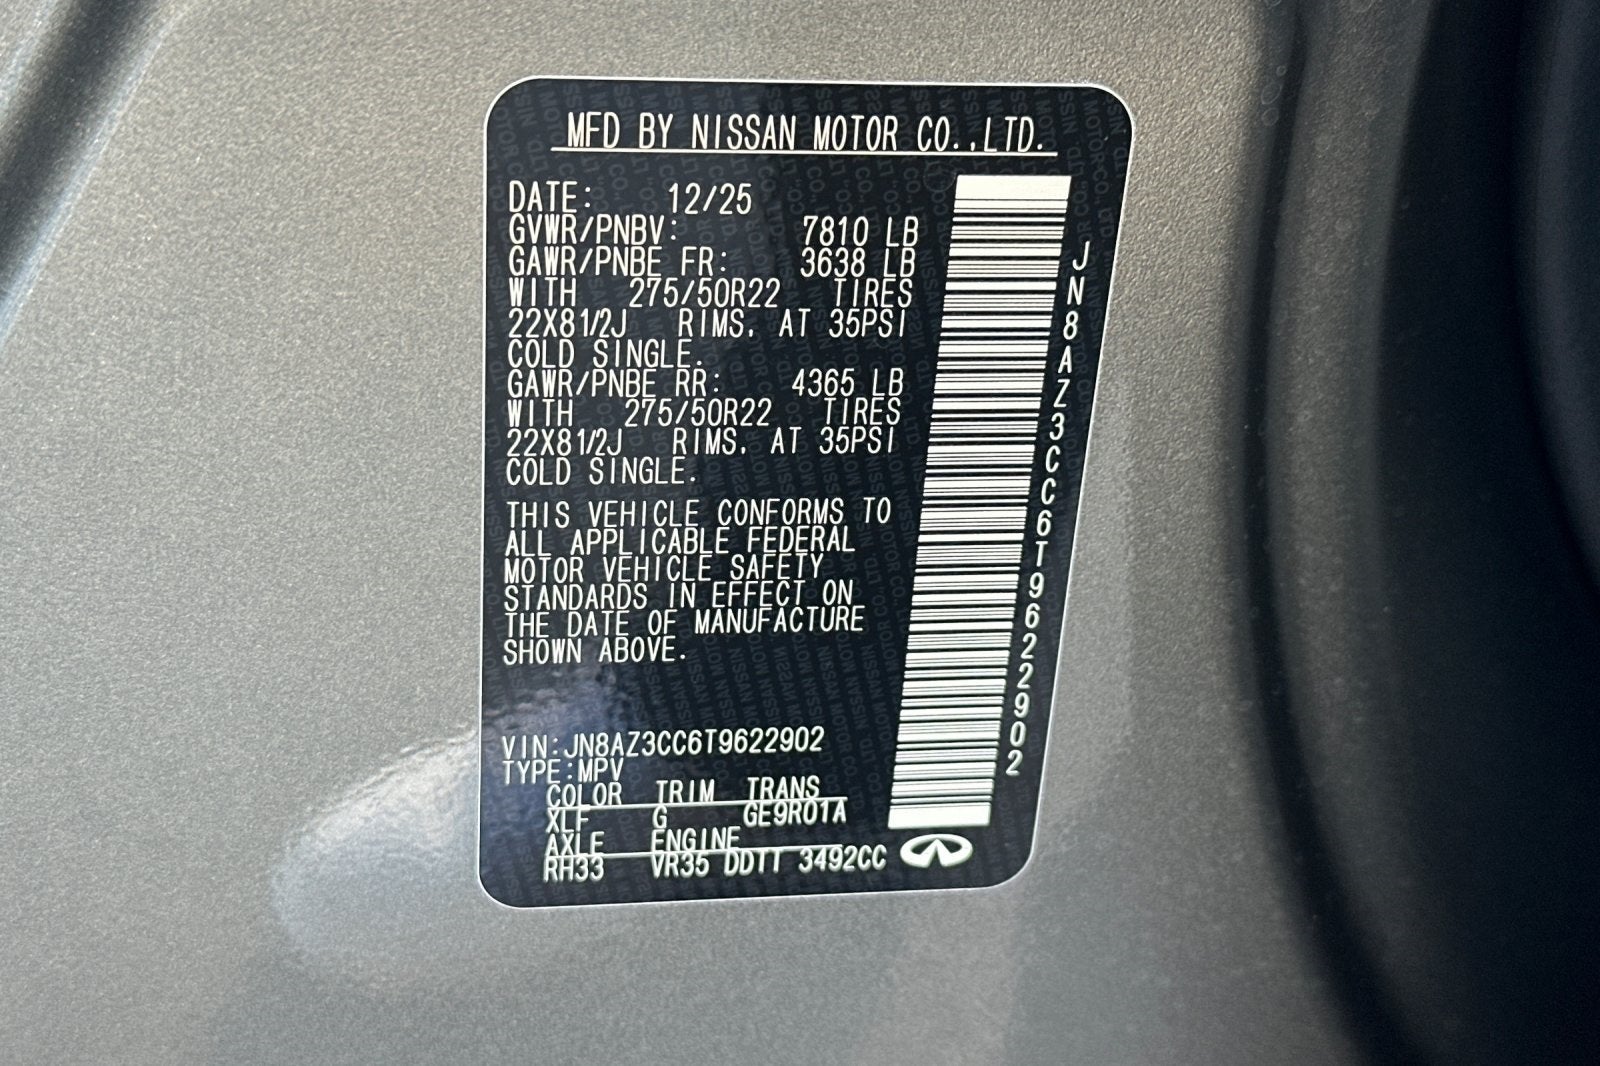 MFD BY NISSAN MOTOR CO.,LTD.
DATE: 12/25
GVWR/PNBV: 7810 LB
GAWR/PNBE FR: 3638 LB
WITH 275/50R22 TIRES
22X81/2J RIMS, AT 35PSI
COLD SINGLE.
GAWR/PNBE RR: 4365 LB
WITH 275/50R22 TIRES
22X81/2J RIMS, AT 35PSI
COLD SINGLE.
THIS VEHICLE CONFORMS TO
ALL APPLICABLE FEDERAL
MOTOR VEHICLE SAFETY
STANDARDS IN EFFECT ON
THE DATE OF MANUFACTURE
SHOWN ABOVE.
VIN:JN8AZ3CC6T9622902
TYPE:MPV
COLOR TRIM TRANS
XLF G GE9R01A
AXLE ENGINE
RH33 VR35 DDTT 3492CC
JN8AZ3CC6T9622902